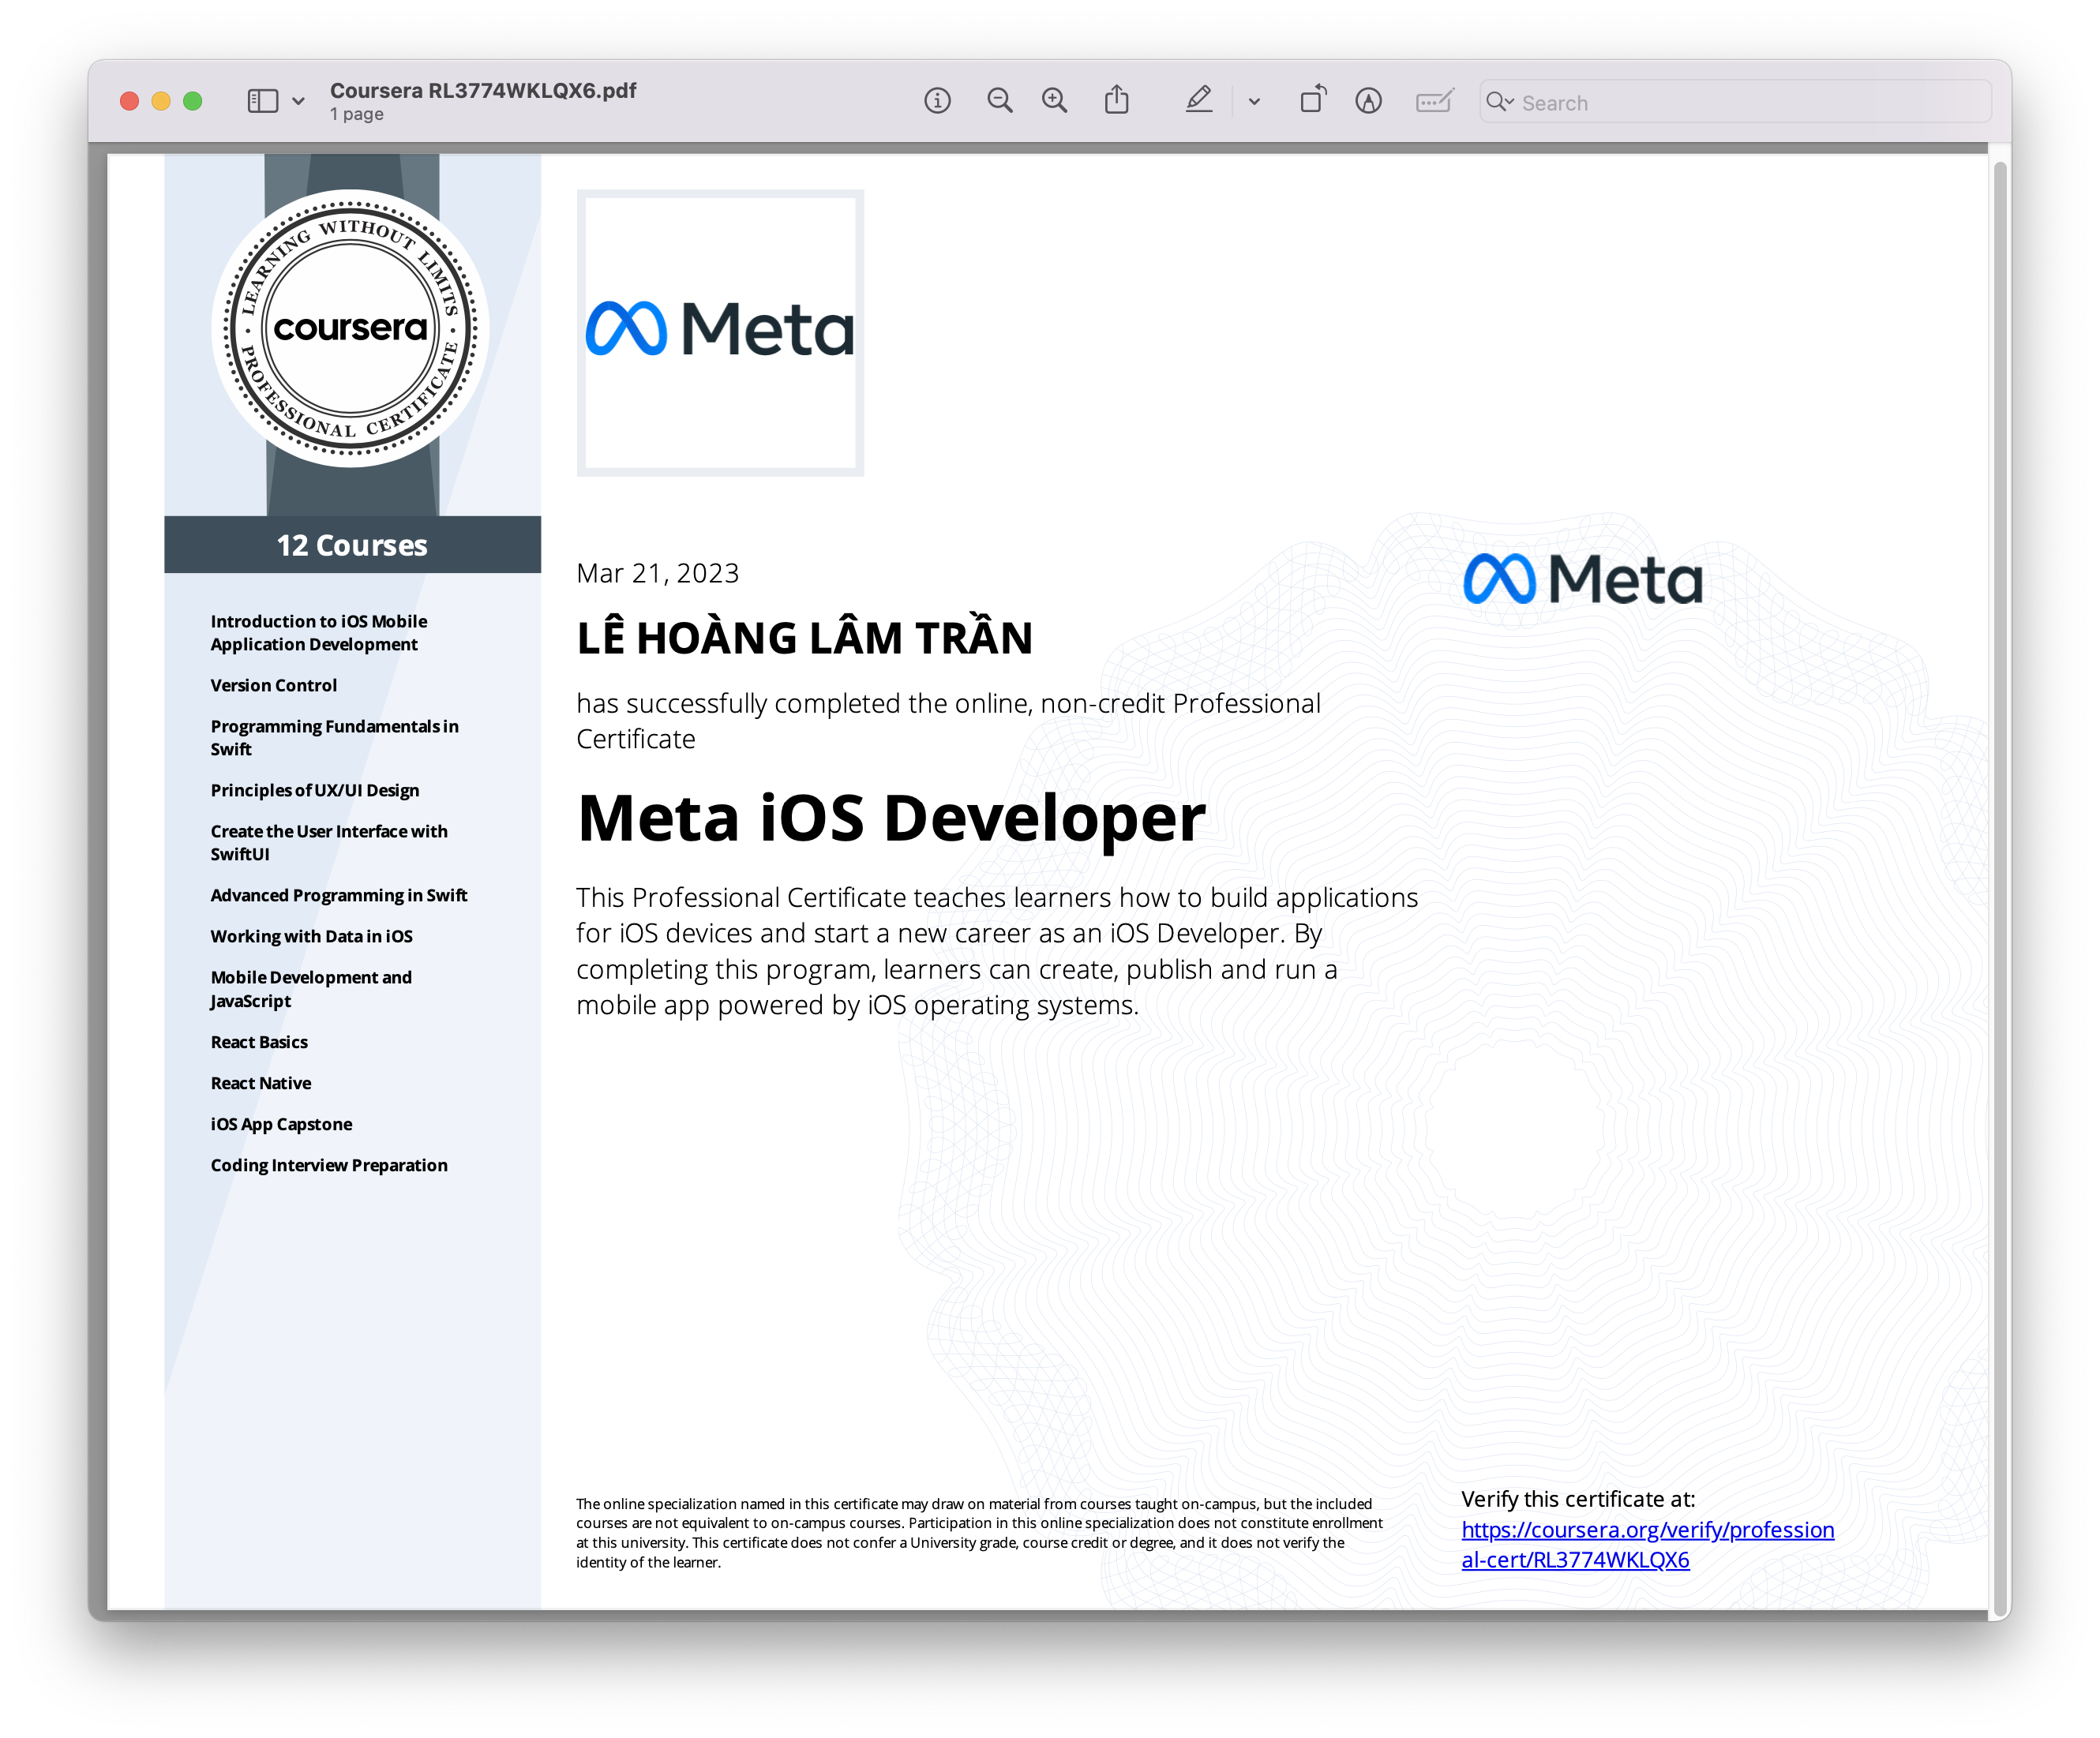 Coursera RL3774WKLQX6.pdf
1 page
Search
LEARNING WITHOUT LIMITS
coursera
PROFESSIONAL CERTIFICATE
12 Courses
Introduction to iOS Mobile
Application Development
Version Control
Programming Fundamentals in
Swift
Principles of UX/UI Design
Create the User Interface with
SwiftUI
Advanced Programming in Swift
Working with Data in iOS
Mobile Development and
JavaScript
React Basics
React Native
iOS App Capstone
Coding Interview Preparation
Meta
Mar 21, 2023
LÊ HOÀNG LÂM TRẦN
has successfully completed the online, non-credit Professional
Certificate
Meta iOS Developer
This Professional Certificate teaches learners how to build applications
for iOS devices and start a new career as an iOS Developer. By
completing this program, learners can create, publish and run a
mobile app powered by iOS operating systems.
Meta
The online specialization named in this certificate may draw on material from courses taught on-campus, but the included
courses are not equivalent to on-campus courses. Participation in this online specialization does not constitute enrollment
at this university. This certificate does not confer a University grade, course credit or degree, and it does not verify the
identity of the learner.
Verify this certificate at:
https://coursera.org/verify/profession
al-cert/RL3774WKLQX6